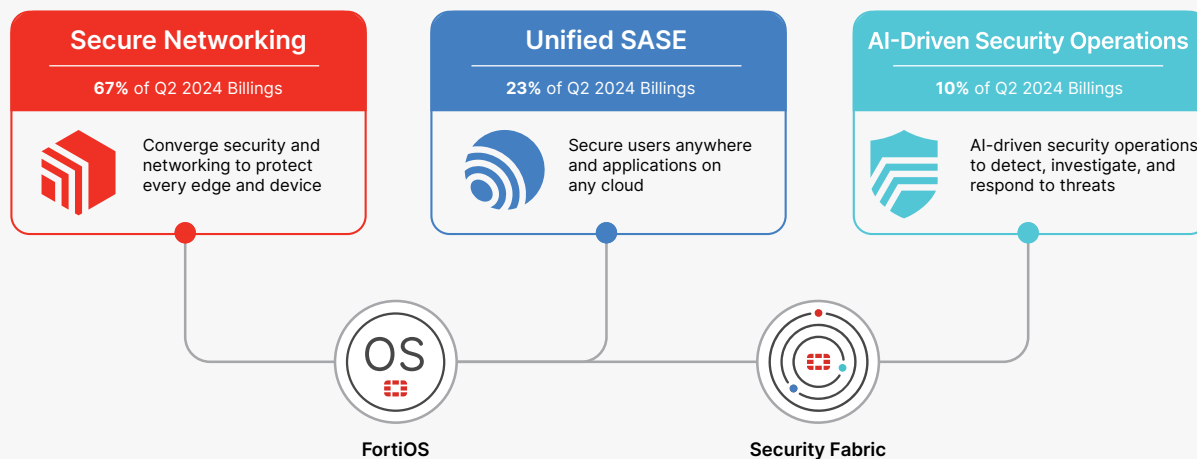 Secure Networking
67% of Q2 2024 Billings
Converge security and
networking to protect
every edge and device
Unified SASE
23% of Q2 2024 Billings
Secure users anywhere
and applications on
any cloud
AI-Driven Security Operations
10% of Q2 2024 Billings
AI-driven security operations
to detect, investigate, and
respond to threats
OS
FortiOS
Security Fabric